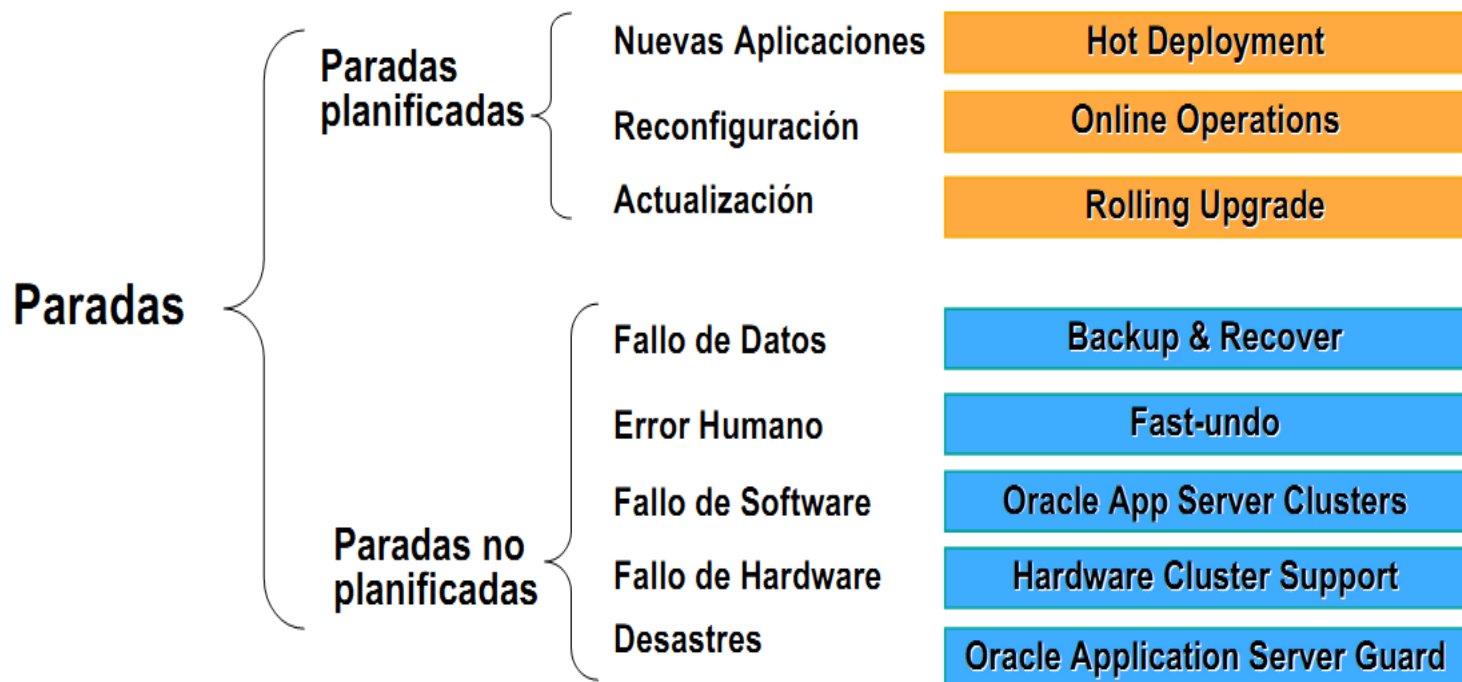 Paradas
Paradas
planificadas
Nuevas Aplicaciones
Hot Deployment
Reconfiguración
Online Operations
Actualización
Rolling Upgrade
Paradas no
planificadas
Fallo de Datos
Backup & Recover
Error Humano
Fast-undo
Fallo de Software
Oracle App Server Clusters
Fallo de Hardware
Hardware Cluster Support
Desastres
Oracle Application Server Guard